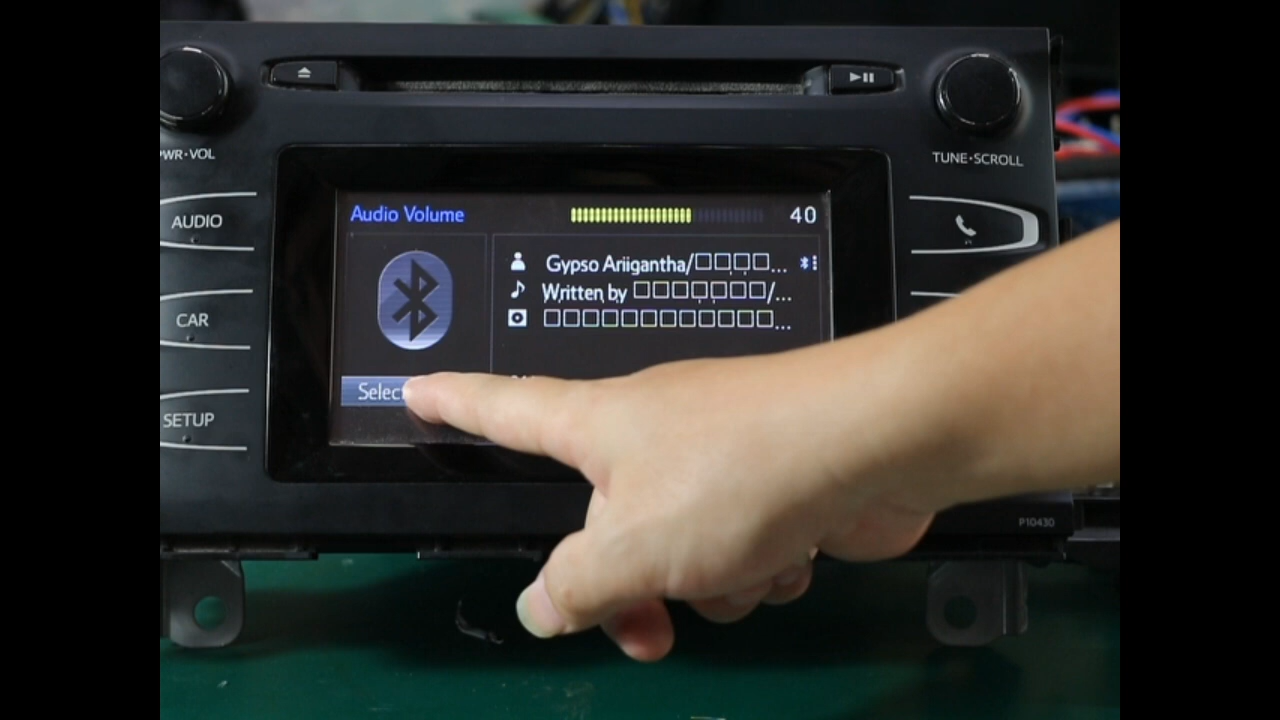 PWR•VOL
TUNE•SCROLL
AUDIO
CAR
SETUP
Audio Volume 40
Gypso Ariigantha/□□□□...
Written by □□□□□□□/...
□□□□□□□□□□□□...
Select
P10430